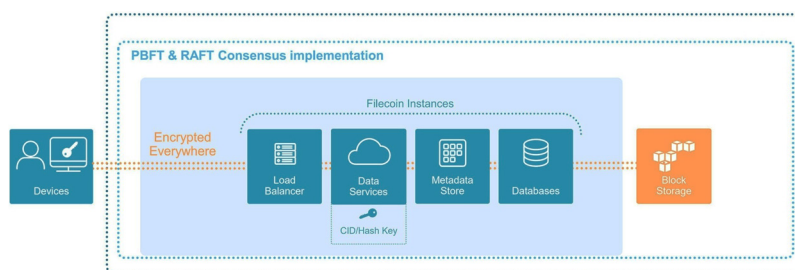 PBFT & RAFT Consensus implementation
Filecoin Instances
Encrypted
Everywhere
Devices
Load
Balancer
Data
Services
Metadata
Store
Databases
Block
Storage
CID/Hash Key